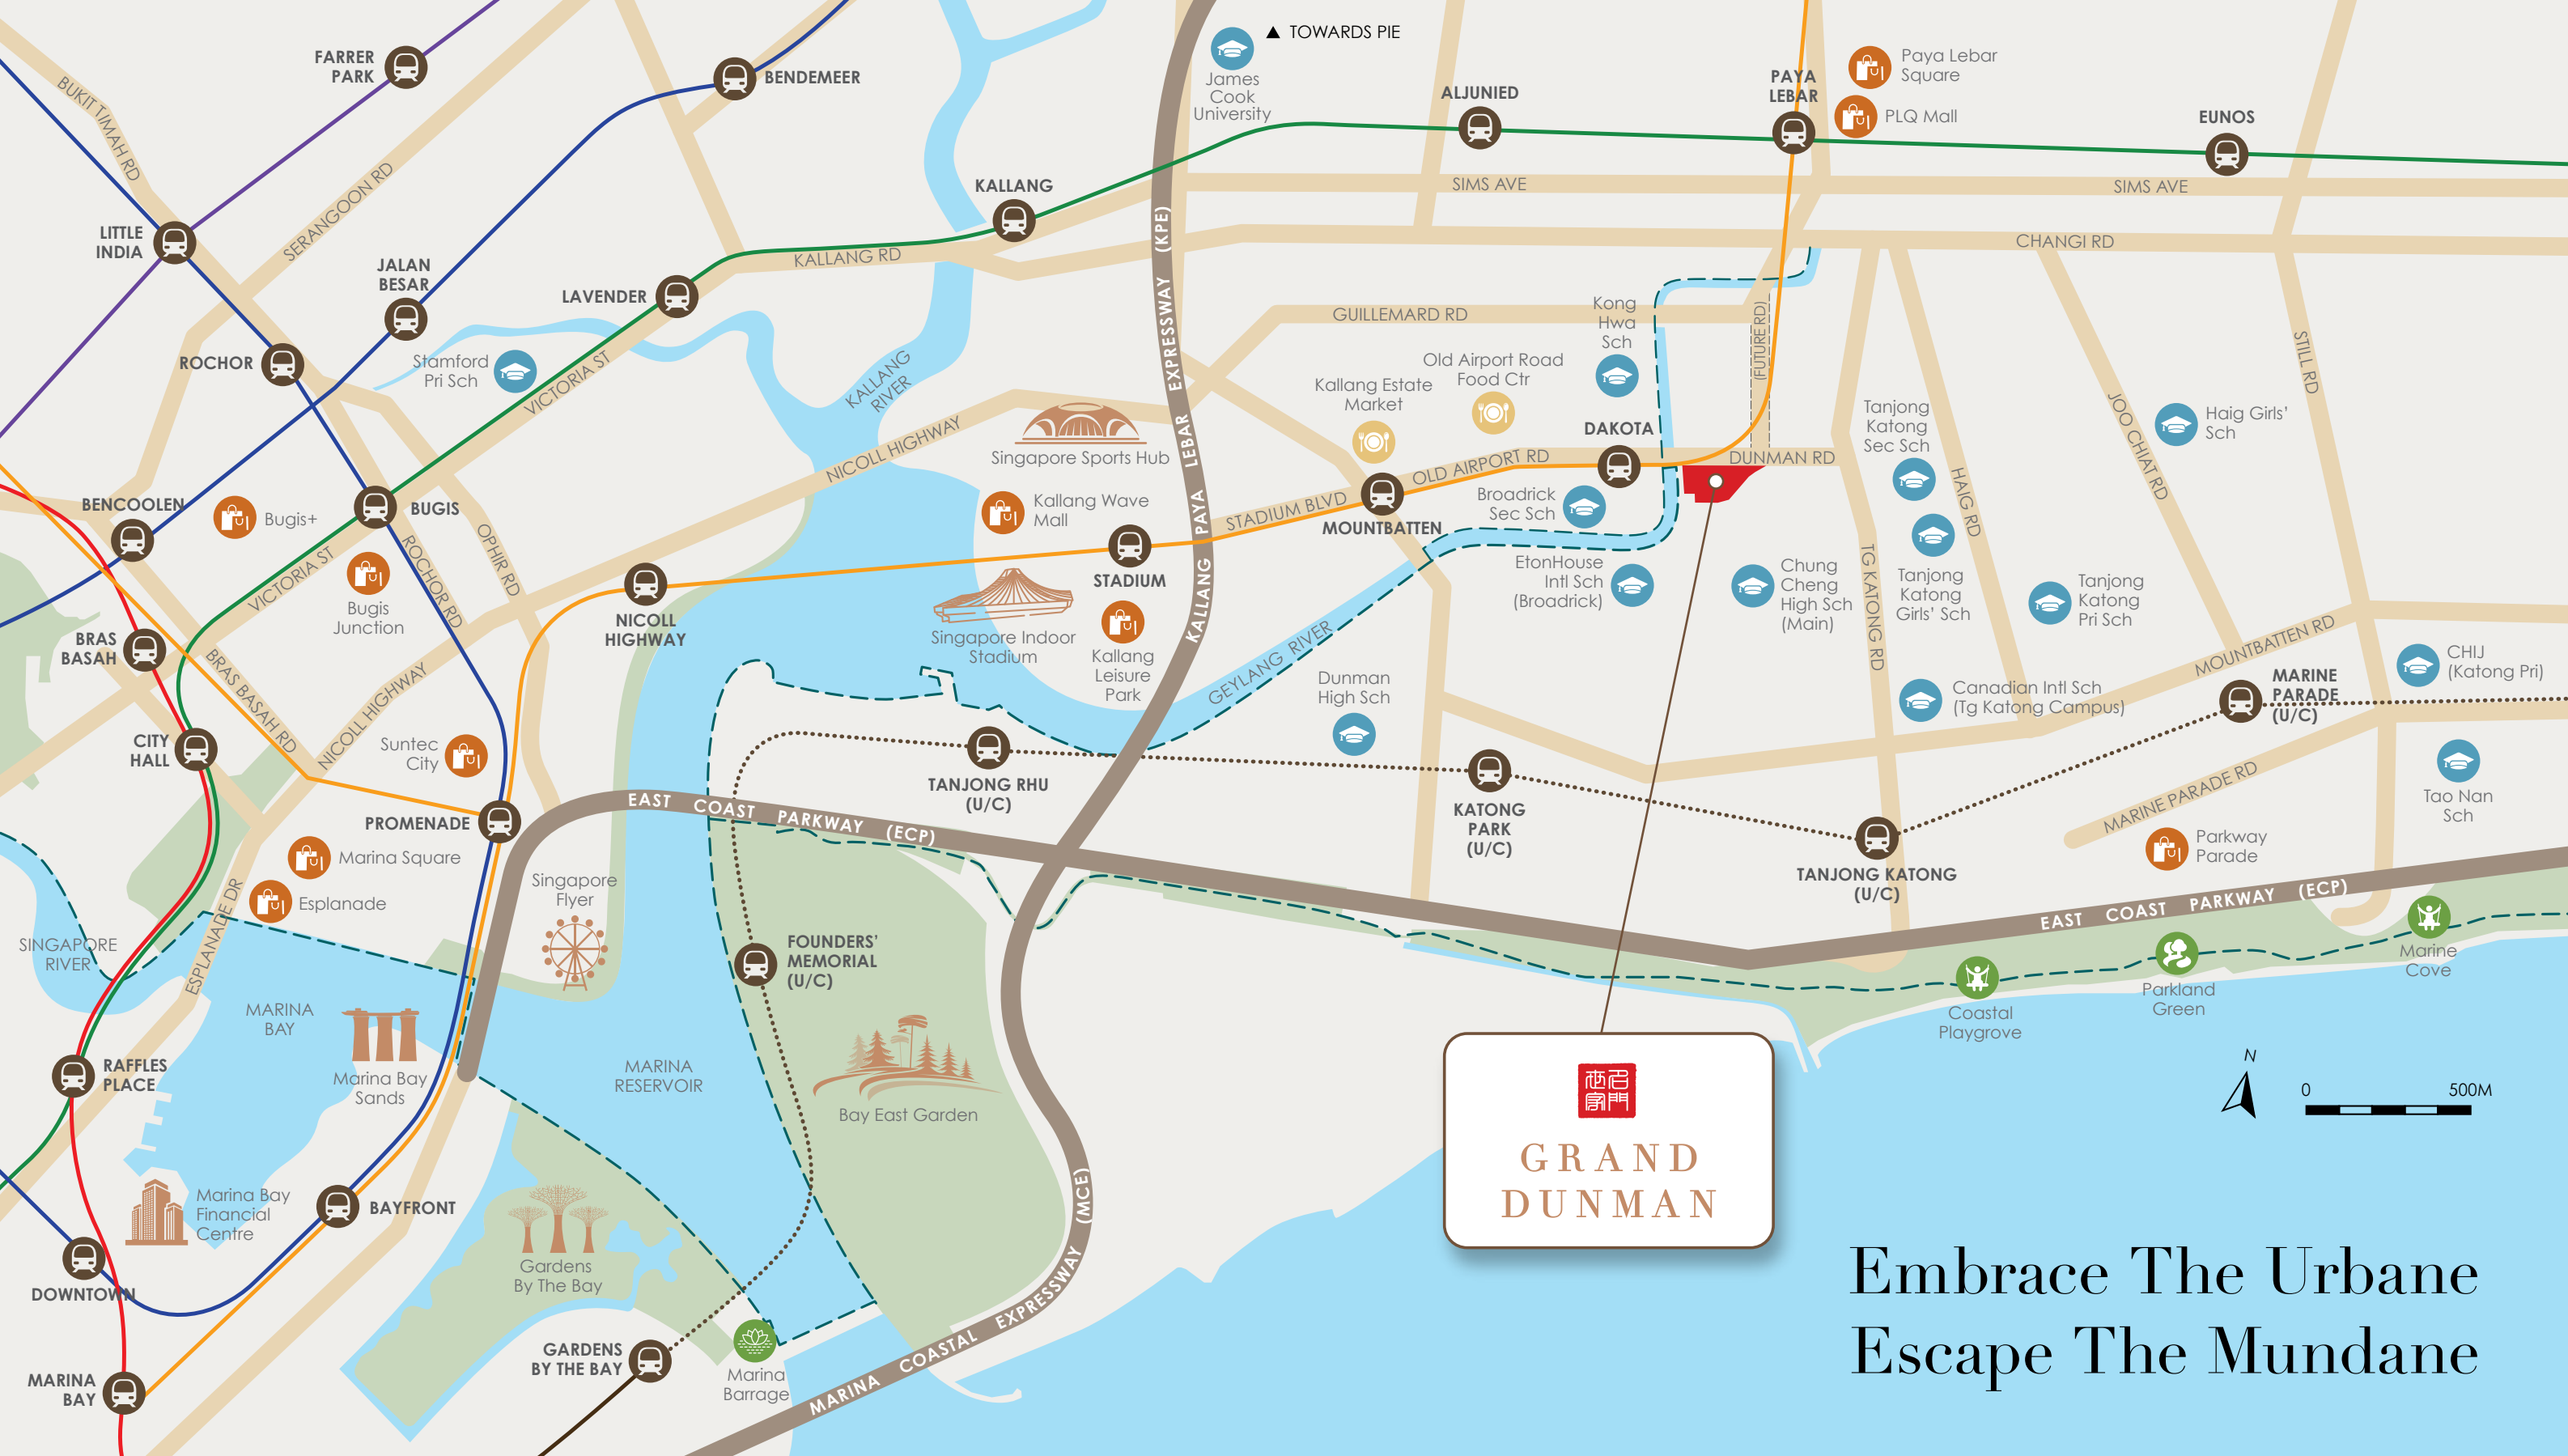 ▲ TOWARDS PIE
FARRER
PARK
BENDEMEER
James
Cook
University
ALJUNIED
PAYA
LEBAR
Paya Lebar
Square
PLQ Mall
EUNOS
BUKIT TIMAH RD
SERANGOON RD
KALLANG
SIMS AVE
SIMS AVE
LITTLE
INDIA
JALAN
BESAR
LAVENDER
KALLANG RD
CHANGI RD
KALLANG PAYA LEBAR EXPRESSWAY (KPE)
GUILLEMARD RD
Kong
Hwa
Sch
(FUTURE RD)
STILL RD
ROCHOR
Stamford
Pri Sch
VICTORIA ST
KALLANG
RIVER
Old Airport Road
Food Ctr
Kallang Estate
Market
DAKOTA
Tanjong
Katong
Sec Sch
JOO CHIAT RD
Haig Girls'
Sch
NICOLL HIGHWAY
Singapore Sports Hub
OLD AIRPORT RD
DUNMAN RD
HAIG RD
BENCOOLEN
Bugis+
BUGIS
Kallang Wave
Mall
STADIUM BLVD
MOUNTBATTEN
Broadrick
Sec Sch
VICTORIA ST
Bugis
Junction
ROCHOR RD
OPHIR RD
NICOLL
HIGHWAY
STADIUM
EtonHouse
Intl Sch
(Broadrick)
Chung
Cheng
High Sch
(Main)
TG KATONG RD
Tanjong
Katong
Girls' Sch
Tanjong
Katong
Pri Sch
BRAS
BASAH
BRAS BASAH RD
NICOLL HIGHWAY
Singapore Indoor
Stadium
Kallang
Leisure
Park
GEYLANG RIVER
Dunman
High Sch
MOUNTBATTEN RD
CHIJ
(Katong Pri)
Canadian Intl Sch
(Tg Katong Campus)
MARINE
PARADE
(U/C)
CITY
HALL
Suntec
City
TANJONG RHU
(U/C)
KATONG
PARK
(U/C)
MARINE PARADE RD
Tao Nan
Sch
PROMENADE
EAST COAST PARKWAY (ECP)
Marina Square
Esplanade
Singapore
Flyer
TANJONG KATONG
(U/C)
Parkway
Parade
EAST COAST PARKWAY (ECP)
SINGAPORE
RIVER
ESPLANADE DR
FOUNDERS'
MEMORIAL
(U/C)
Marine
Cove
Parkland
Green
Coastal
Playgrove
MARINA
BAY
Marina Bay
Sands
MARINA
RESERVOIR
Bay East Garden
RAFFLES
PLACE
N
0 500M
名門
世家
GRAND
DUNMAN
Marina Bay
Financial
Centre
BAYFRONT
Gardens
By The Bay
DOWNTOWN
MARINA COASTAL EXPRESSWAY (MCE)
GARDENS
BY THE BAY
Marina
Barrage
MARINA
BAY
Embrace The Urbane
Escape The Mundane